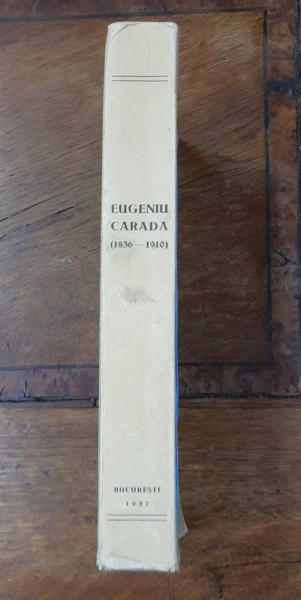 EUGENIU
CARADA
(1836—1910)
BUCUREȘTI
1937